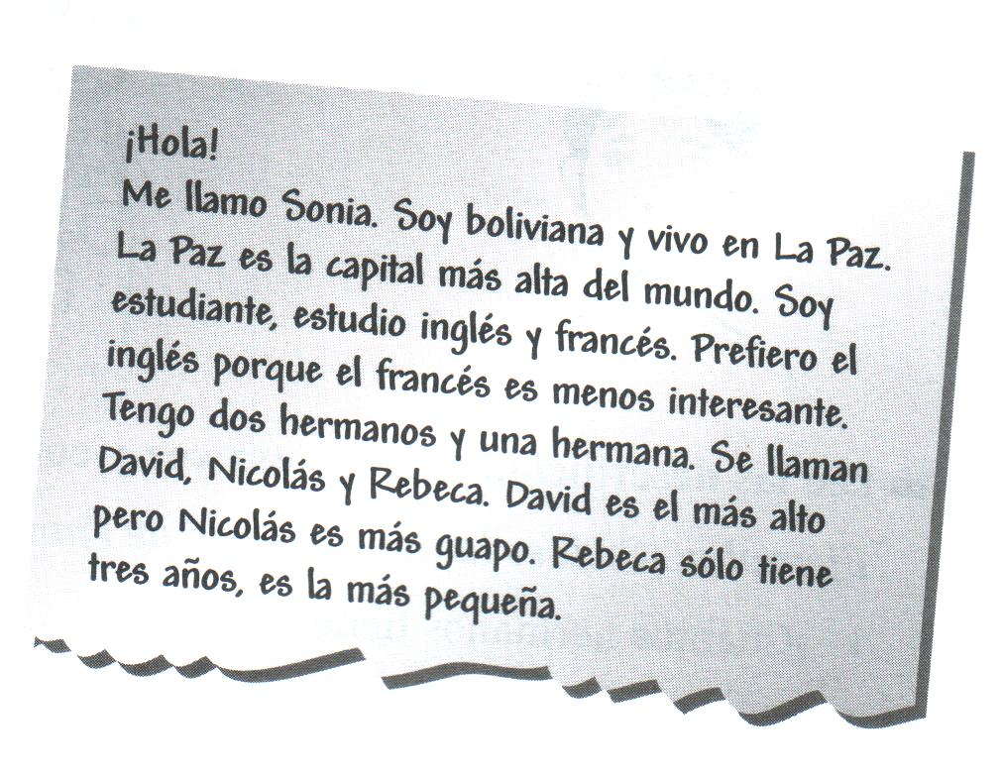 ¡Hola!
Me llamo Sonia. Soy boliviana y vivo en La Paz.
La Paz es la capital más alta del mundo. Soy
estudiante, estudio inglés y francés. Prefiero el
inglés porque el francés es menos interesante.
Tengo dos hermanos y una hermana. Se llaman
David, Nicolás y Rebeca. David es el más alto
pero Nicolás es más guapo. Rebeca sólo tiene
tres años, es la más pequeña.